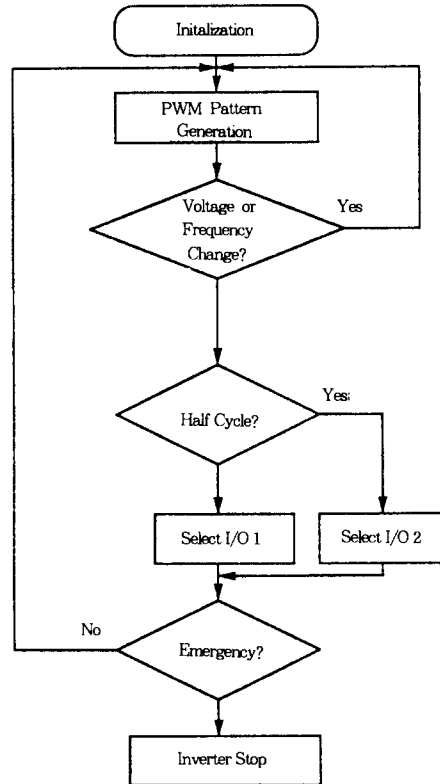 Initalization
PWM Pattern
Generation
Voltage or
Frequency
Change?
Yes
Half Cycle?
Yes:
Select I/O 1
Select I/O 2
No
Emergency?
Inverter Stop